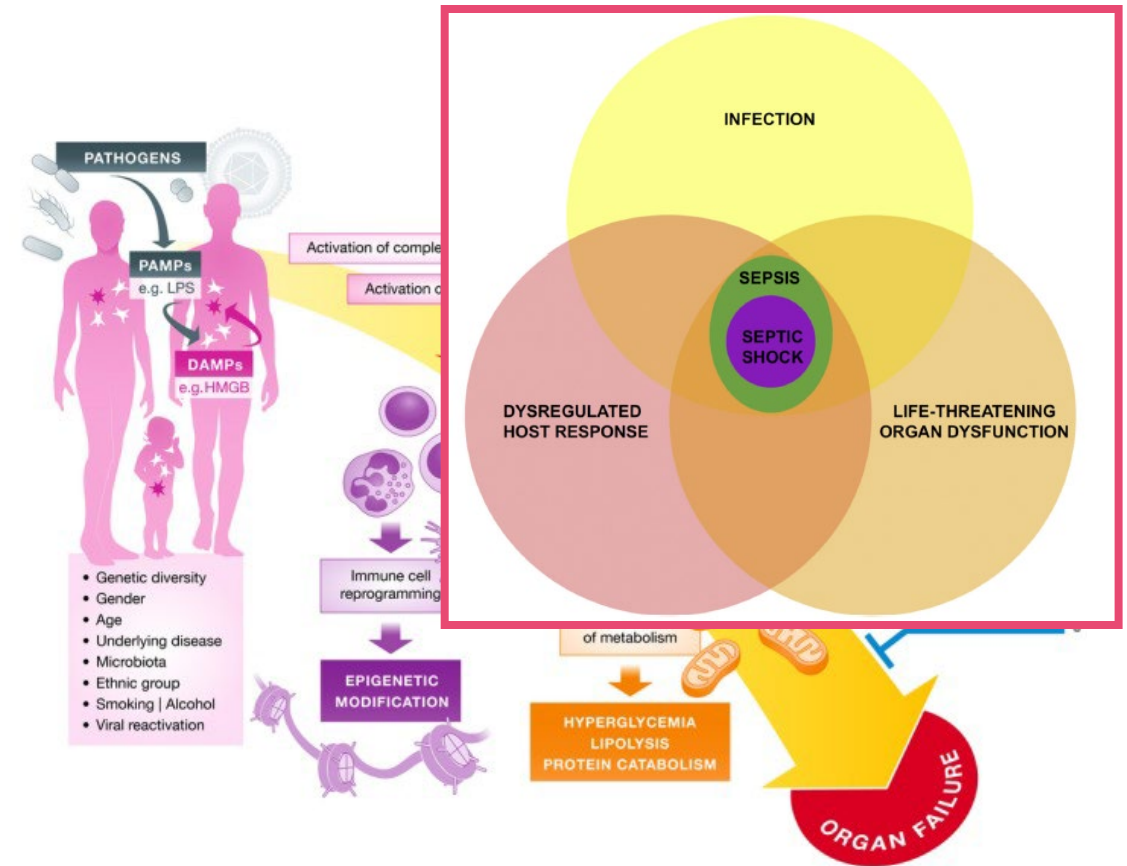 INFECTION
SEPSIS
SEPTIC
SHOCK
DYSREGULATED
HOST RESPONSE
LIFE-THREATENING
ORGAN DYSFUNCTION
PATHOGENS
PAMPs
e.g. LPS
DAMPs
e.g.HMGB
Activation of comple
Activation
• Genetic diversity
• Gender
• Age
• Underlying disease
• Microbiota
• Ethnic group
• Smoking | Alcohol
• Viral reactivation
Immune cell
reprogramming
EPIGENETIC
MODIFICATION
of metabolism
HYPERGLYCEMIA
LIPOLYSIS
PROTEIN CATABOLISM
ORGAN FAILURE